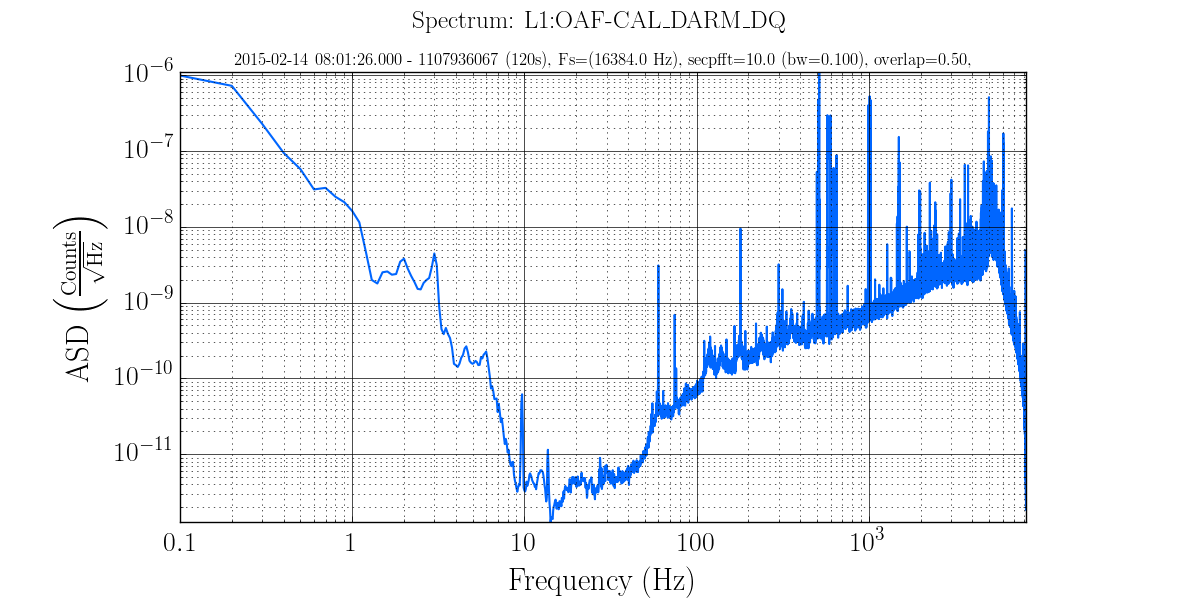 Spectrum: L1:OAF-CAL_DARM_DQ
2015-02-14 08:01:26.000 - 1107936067 (120s), Fs=(16384.0 Hz), secpfft=10.0 (bw=0.100), overlap=0.50,
10⁻⁶
10⁻⁷
10⁻⁸
10⁻⁹
10⁻¹⁰
10⁻¹¹
ASD (Counts/√Hz)
0.1 1 10 100 10³
Frequency (Hz)